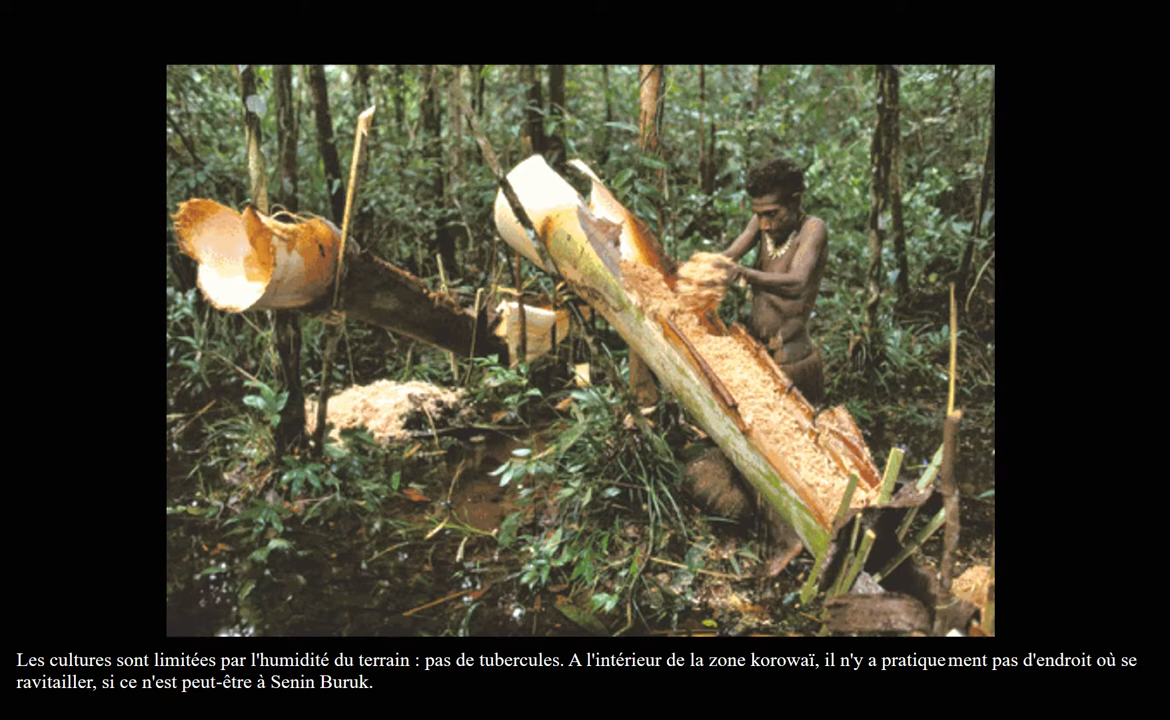 Les cultures sont limitées par l'humidité du terrain : pas de tubercules. A l'intérieur de la zone korowaï, il n'y a pratiquement pas d'endroit où se
ravitailler, si ce n'est peut-être à Senin Buruk.